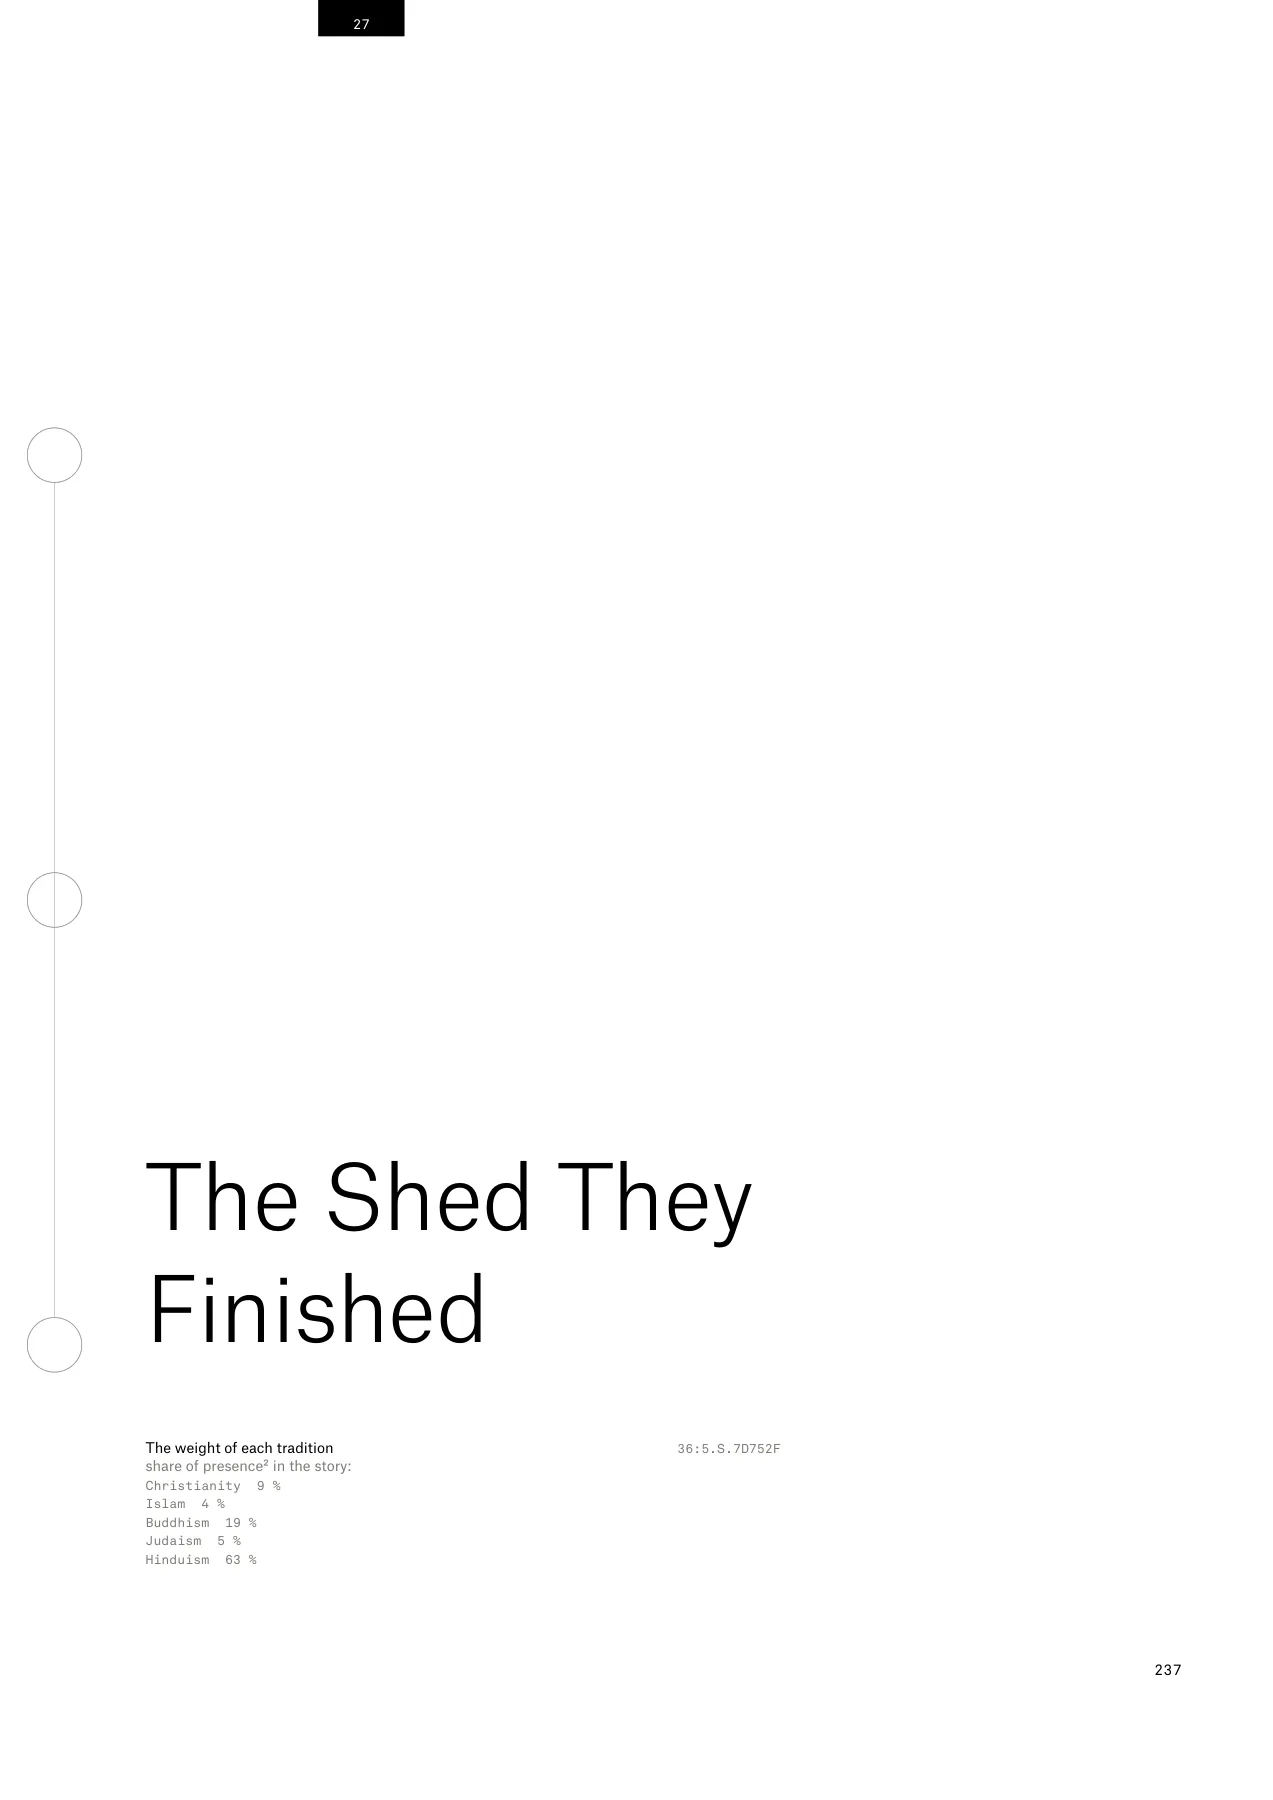 27
The Shed They
Finished
The weight of each tradition
share of presence² in the story:
Christianity 9 %
Islam 4 %
Buddhism 19 %
Judaism 5 %
Hinduism 63 %
36:5.S.7D752F
237